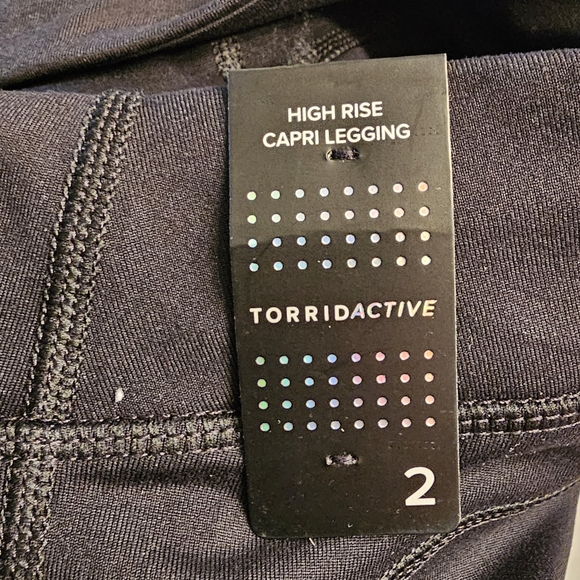 HIGH RISE
CAPRI LEGGING
TORRIDACTIVE
2